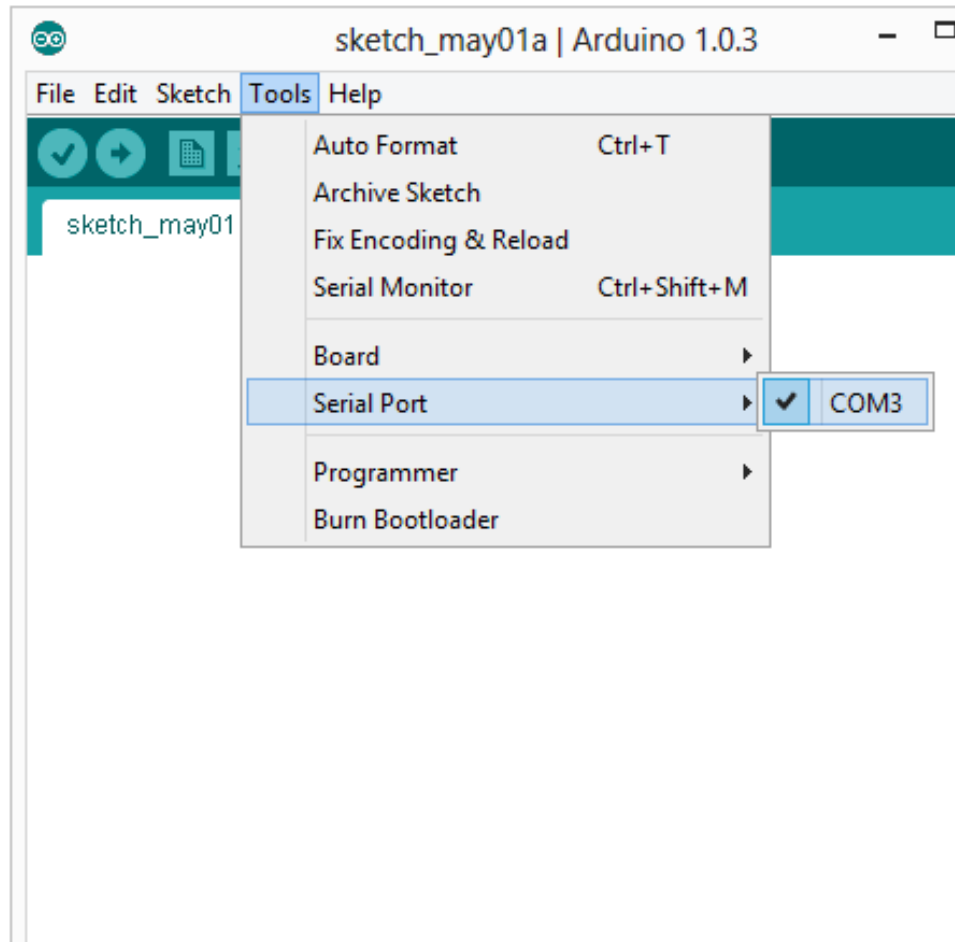 sketch_may01a | Arduino 1.0.3
File Edit Sketch Tools Help
Auto Format Ctrl+T
sketch_may01
Archive Sketch
Fix Encoding & Reload
Serial Monitor Ctrl+Shift+M
Board
Serial Port
COM3
Programmer
Burn Bootloader